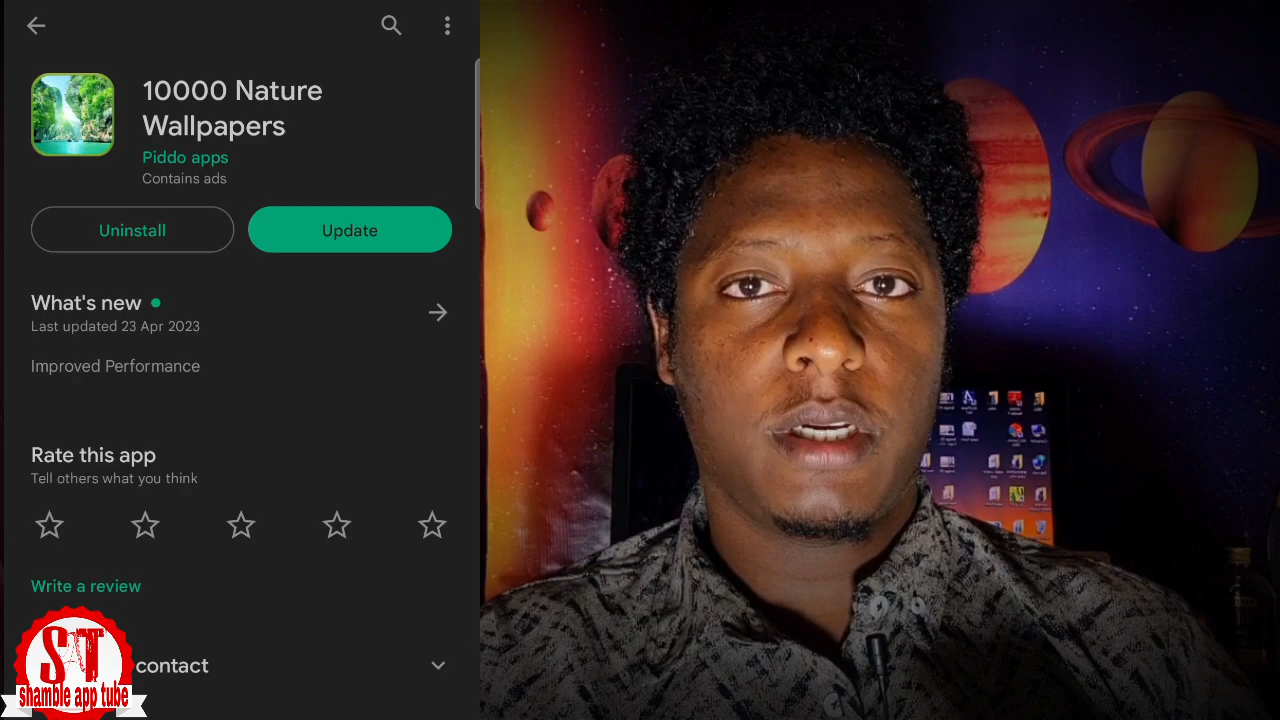 10000 Nature
Wallpapers
Piddo apps
Contains ads
Uninstall
Update
What's new
Last updated 23 Apr 2023
Improved Performance
Rate this app
Tell others what you think
Write a review
contact
SAT
shamble app tube